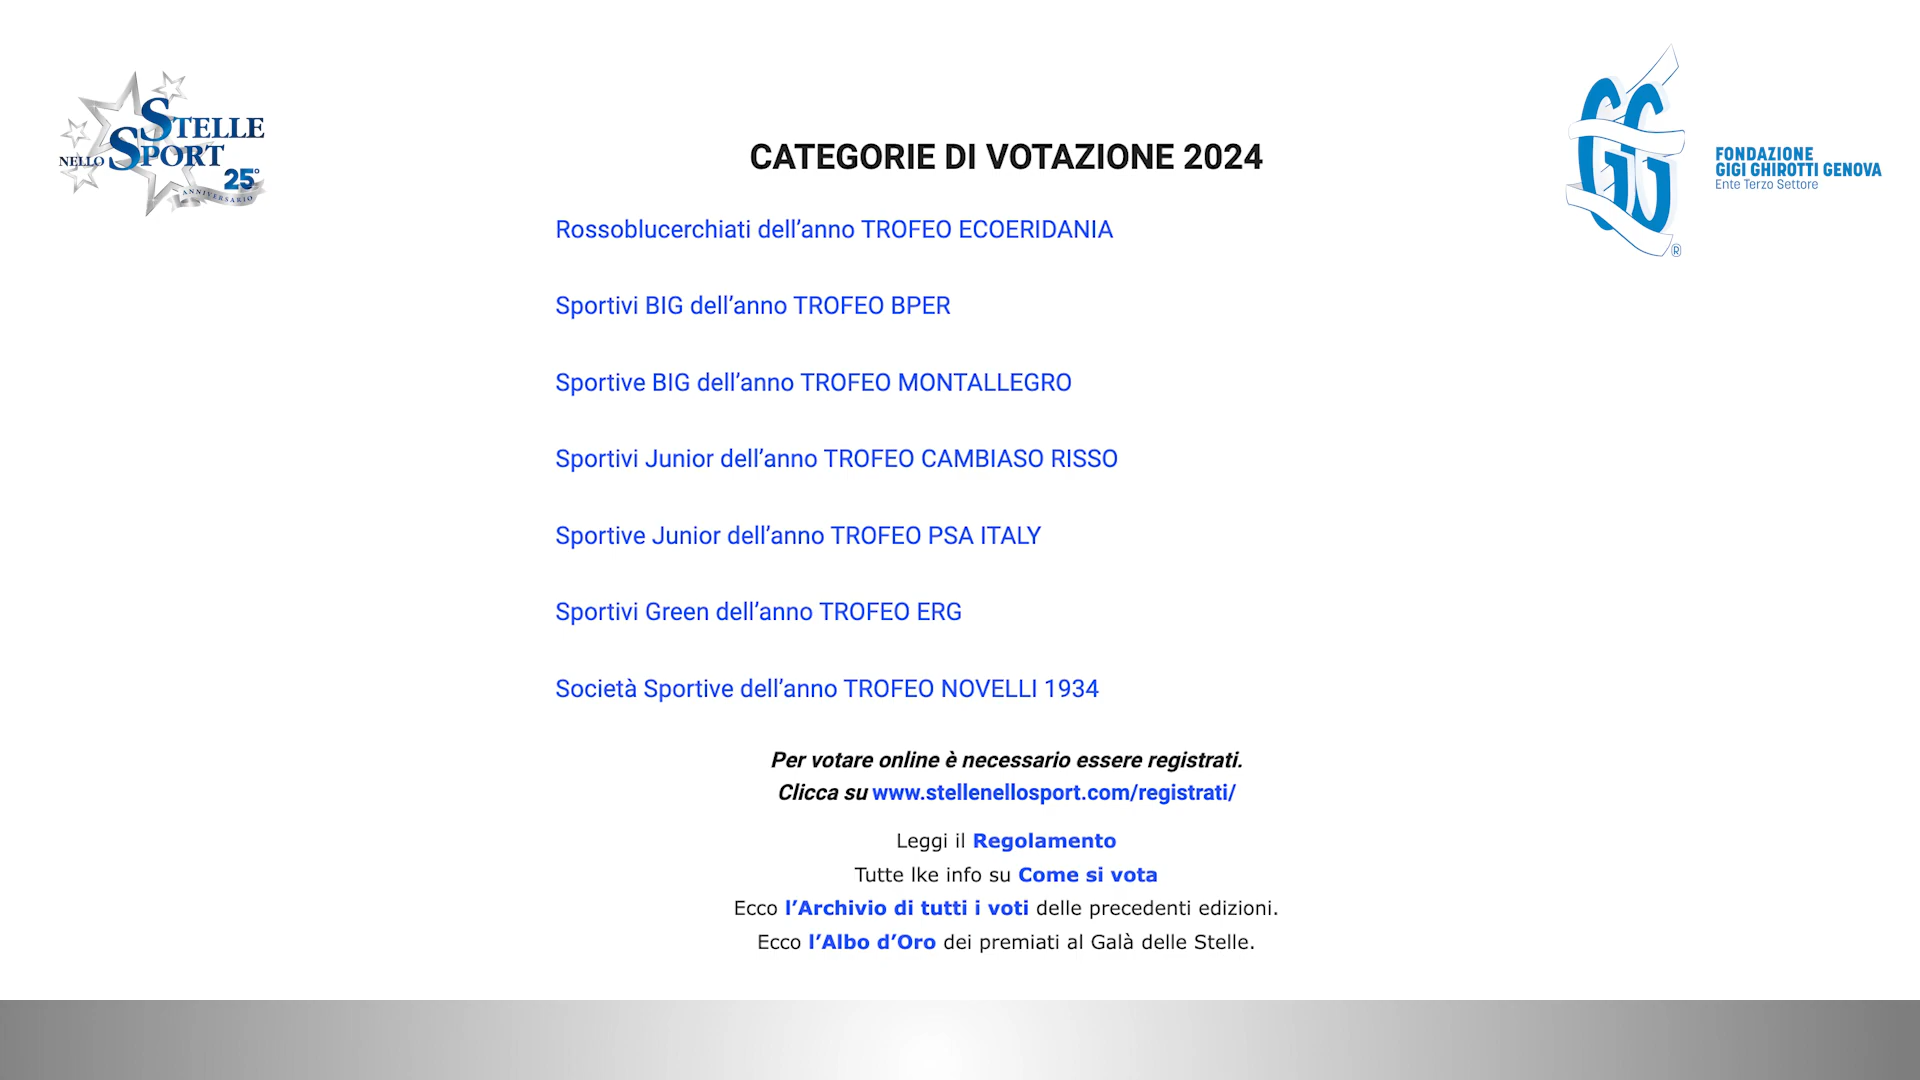 STELLE
NELLO SPORT
25°
ANNIVERSARIO
GG
®
FONDAZIONE
GIGI GHIROTTI GENOVA
Ente Terzo Settore
CATEGORIE DI VOTAZIONE 2024
Rossoblucerchiati dell’anno TROFEO ECOERIDANIA
Sportivi BIG dell’anno TROFEO BPER
Sportive BIG dell’anno TROFEO MONTALLEGRO
Sportivi Junior dell’anno TROFEO CAMBIASO RISSO
Sportive Junior dell’anno TROFEO PSA ITALY
Sportivi Green dell’anno TROFEO ERG
Società Sportive dell’anno TROFEO NOVELLI 1934
Per votare online è necessario essere registrati.
Clicca su www.stellenellosport.com/registrati/
Leggi il Regolamento
Tutte lke info su Come si vota
Ecco l’Archivio di tutti i voti delle precedenti edizioni.
Ecco l’Albo d’Oro dei premiati al Galà delle Stelle.